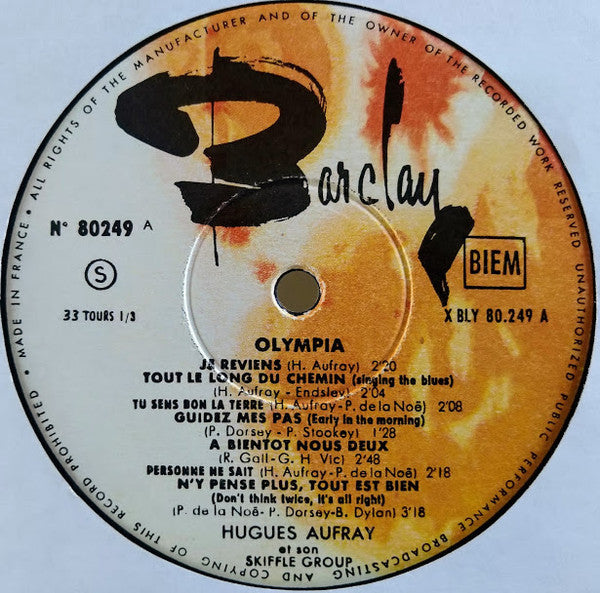 • ALL RIGHTS OF THE MANUFACTURER AND OF THE OWNER OF THE RECORDED WORK RESERVED UNAUTHORIZED PUBLIC PERFORMANCE BROADCASTING AND COPYING OF THIS RECORD PROHIBITED • MADE IN FRANCE
Barclay
N° 80249 A
S
BIEM
33 TOURS 1/3
X BLY 80.249 A
OLYMPIA
JE REVIENS (H. Aufray) 2'20
TOUT LE LONG DU CHEMIN (singing the blues)
(H. Aufray - Endsley) 2'04
TU SENS BON LA TERRE (H. Aufray-P. de la Noë) 2'08
GUIDEZ MES PAS (Early in the morning)
(P. Dorsey - P. Stookey) 1'28
A BIENTOT NOUS DEUX
(R. Gall-G. H. Vic) 2'48
PERSONNE NE SAIT (H. Aufray-P. de la Noë) 2'18
N'Y PENSE PLUS, TOUT EST BIEN
(Don't think twice, it's all right)
(P. de la Noë- P. Dorsey-B. Dylan) 3'18
HUGUES AUFRAY
et son
SKIFFLE GROUP